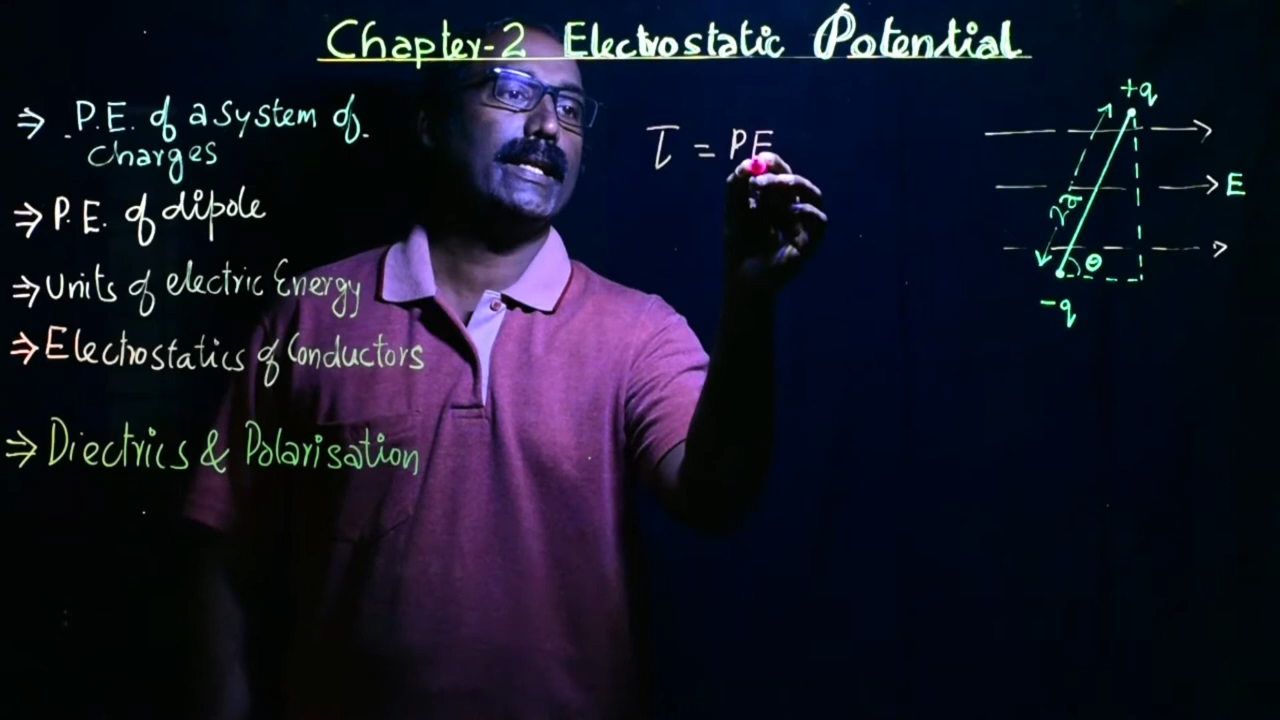 Chapter-2 Electrostatic Potential
⇒ P.E. of a system of
charges
⇒ P.E. of dipole
⇒ Units of electric Energy
⇒ Electrostatics of Conductors
⇒ Diectrics & Polarisation
τ = PE
+q
E
2a
θ
-q